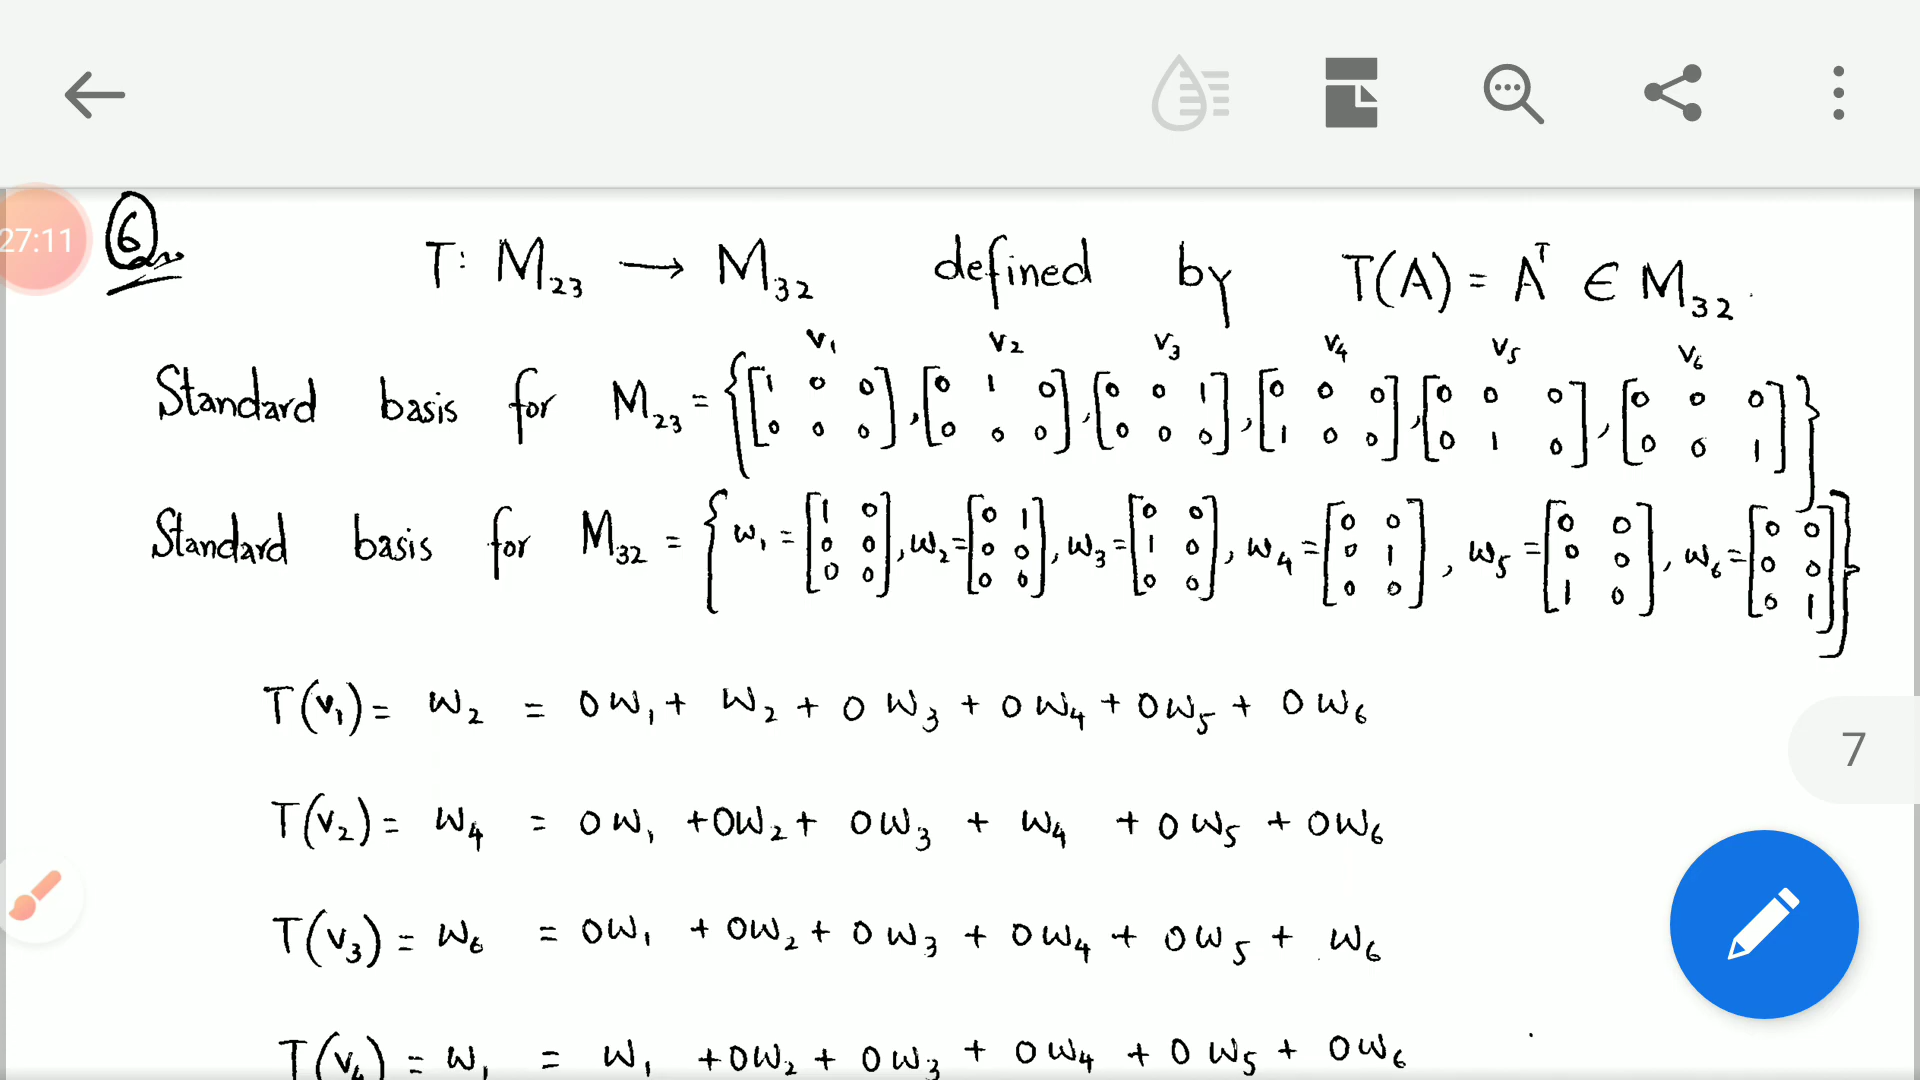 27:11
6
T: M₂₃ → M₃₂ defined by T(A) = Aᵀ ∈ M₃₂.
v₁ v₂ v₃ v₄ v₅ v₆
Standard basis for M₂₃ = {[1 0 0; 0 0 0], [0 1 0; 0 0 0], [0 0 1; 0 0 0], [0 0 0; 1 0 0], [0 0 0; 0 1 0], [0 0 0; 0 0 1]}
Standard basis for M₃₂ = {w₁ = [1 0; 0 0; 0 0], w₂ = [0 1; 0 0; 0 0], w₃ = [0 0; 1 0; 0 0], w₄ = [0 0; 0 1; 0 0], w₅ = [0 0; 0 0; 1 0], w₆ = [0 0; 0 0; 0 1]}
T(v₁) = w₂ = 0w₁ + w₂ + 0w₃ + 0w₄ + 0w₅ + 0w₆
7
T(v₂) = w₄ = 0w₁ + 0w₂ + 0w₃ + w₄ + 0w₅ + 0w₆
T(v₃) = w₆ = 0w₁ + 0w₂ + 0w₃ + 0w₄ + 0w₅ + w₆
T(v₄) = w₁ = w₁ + 0w₂ + 0w₃ + 0w₄ + 0w₅ + 0w₆